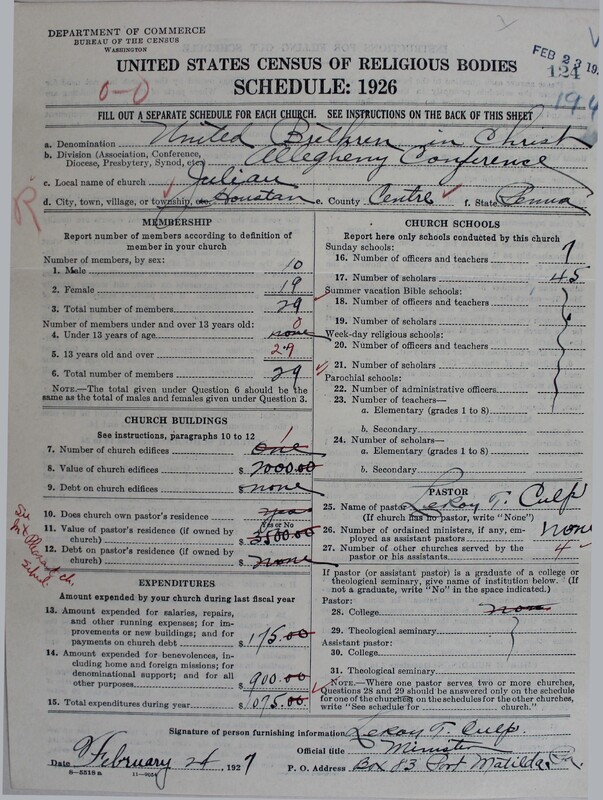 DEPARTMENT OF COMMERCE
BUREAU OF THE CENSUS
WASHINGTON
FEB 23 19
124
UNITED STATES CENSUS OF RELIGIOUS BODIES
0-0
SCHEDULE: 1926
194
FILL OUT A SEPARATE SCHEDULE FOR EACH CHURCH. SEE INSTRUCTIONS ON THE BACK OF THIS SHEET
a. Denomination United Brethren in Christ
b. Division (Association, Conference, Diocese, Presbytery, Synod, etc.) Allegheny Conference
c. Local name of church Julian
d. City, town, village, or township, etc. Houstan e. County Centre f. State Penna
R
MEMBERSHIP
Report number of members according to definition of
member in your church
Number of members, by sex:
1. Male 10
2. Female 19
3. Total number of members 29
Number of members under and over 13 years old:
0
4. Under 13 years of age none
5. 13 years old and over 29
6. Total number of members 29
NOTE.—The total given under Question 6 should be the
same as the total of males and females given under Question 3.
CHURCH BUILDINGS
See instructions, paragraphs 10 to 12
1
7. Number of church edifices one
8. Value of church edifices $ 2000.00
9. Debt on church edifices $ none
10. Does church own pastor's residence yes
Yes or No
11. Value of pastor's residence (if owned by
church) $ 3500.00
12. Debt on pastor's residence (if owned by
church) $ none
EXPENDITURES
Amount expended by your church during last fiscal year
13. Amount expended for salaries, repairs,
and other running expenses; for im-
provements or new buildings; and for
payments on church debt $ 175.00
14. Amount expended for benevolences,
including home and foreign missions; for
denominational support; and for all
other purposes $ 900.00
15. Total expenditures during year $ 1075.00
CHURCH SCHOOLS
Report here only schools conducted by this church
Sunday schools:
16. Number of officers and teachers 7
17. Number of scholars 45
Summer vacation Bible schools:
18. Number of officers and teachers
19. Number of scholars
Week-day religious schools:
20. Number of officers and teachers
21. Number of scholars
Parochial schools:
22. Number of administrative officers
23. Number of teachers—
a. Elementary (grades 1 to 8)
b. Secondary
24. Number of scholars—
a. Elementary (grades 1 to 8)
b. Secondary
PASTOR
25. Name of pastor LeRoy T. Culp
(If church has no pastor, write "None")
26. Number of ordained ministers, if any, em-
ployed as assistant pastors none
27. Number of other churches served by the
pastor or his assistants 4
If pastor (or assistant pastor) is a graduate of a college or
theological seminary, give name of institution below. (If
not a graduate, write "No" in the space indicated.)
Pastor:
28. College
29. Theological seminary
Assistant pastor:
30. College
31. Theological seminary
NOTE.—Where one pastor serves two or more churches,
Questions 28 and 29 should be answered only on the schedule
for one of the churches; on the schedules for the other churches,
write "See schedule for church."
Signature of person furnishing information LeRoy T. Culp
Official title Minister
Date February 24, 1927
P. O. Address Box 83 Port Matilda, Pa.
8—5518 a